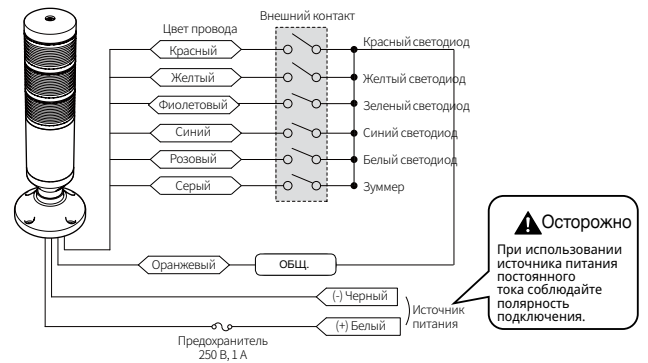 Внешний контакт
Цвет провода
Красный
Красный светодиод
Желтый
Желтый светодиод
Фиолетовый
Зеленый светодиод
Синий
Синий светодиод
Розовый
Белый светодиод
Серый
Зуммер
Оранжевый
ОБЩ.
(-) Черный
(+) Белый
Источник
питания
Предохранитель
250 В, 1 А
Осторожно
При использовании
источника питания
постоянного
тока соблюдайте
полярность
подключения.